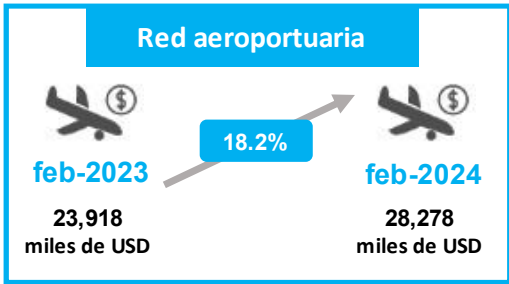 Red aeroportuaria
$
$
18.2%
feb-2023
feb-2024
23,918
miles de USD
28,278
miles de USD